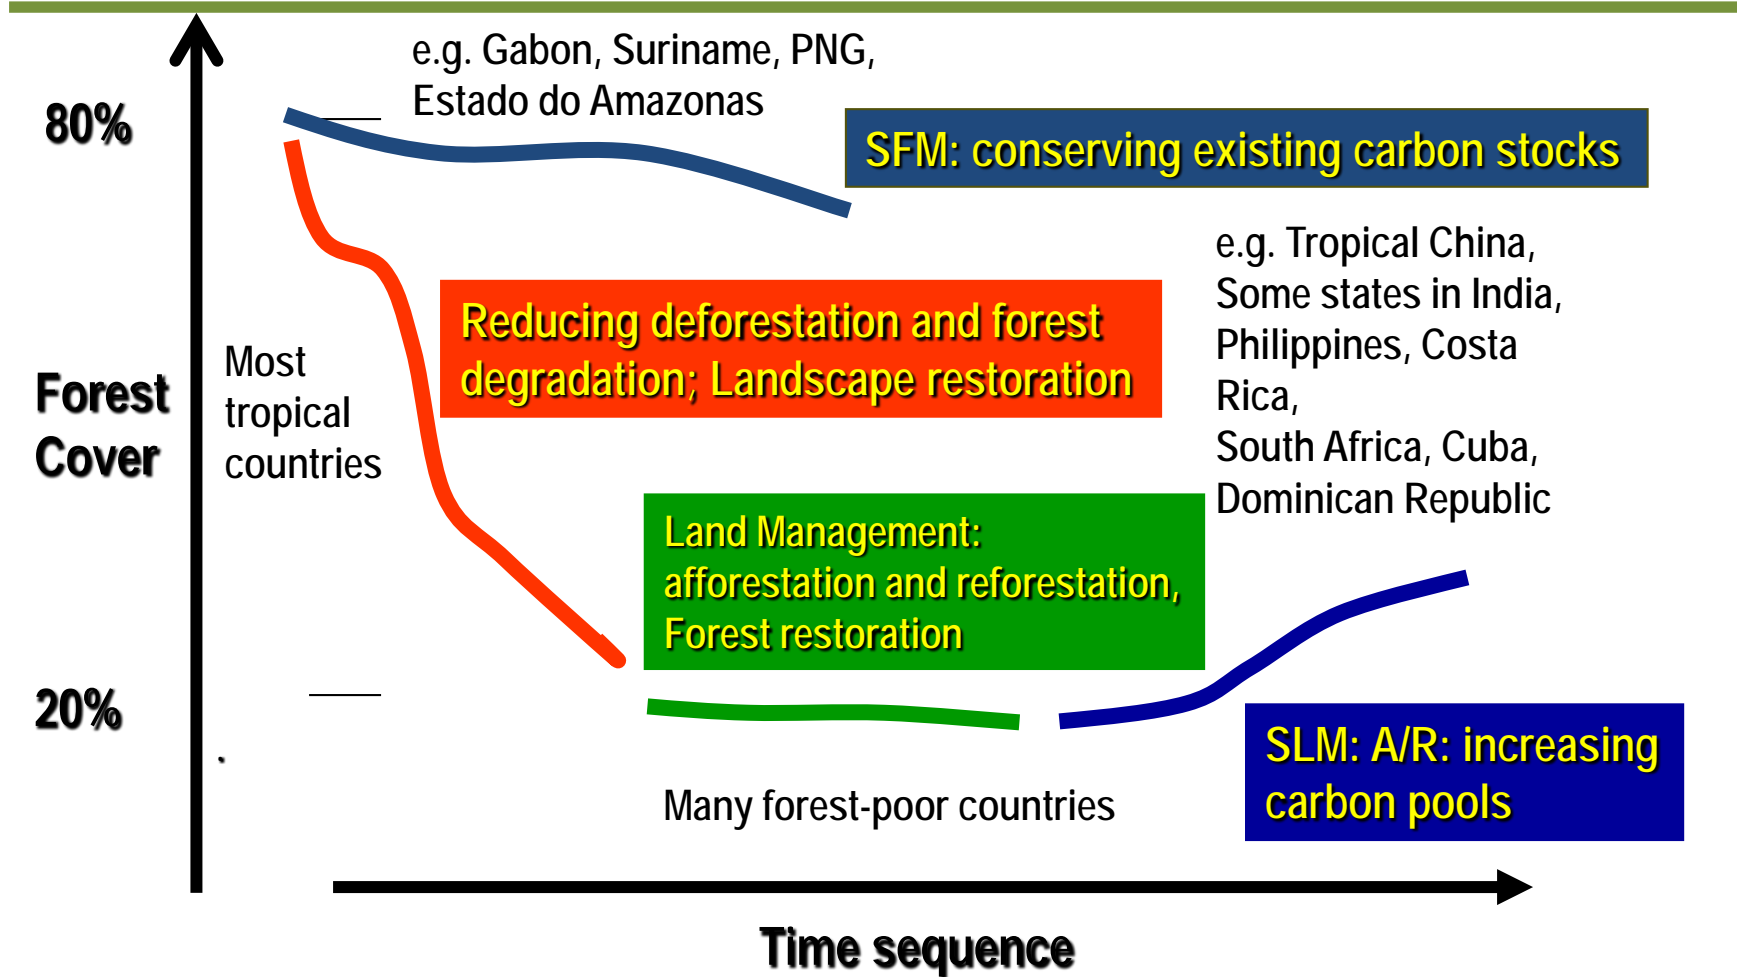 e.g. Gabon, Suriname, PNG,
Estado do Amazonas
80%
SFM: conserving existing carbon stocks
e.g. Tropical China,
Some states in India,
Philippines, Costa
Rica,
South Africa, Cuba,
Dominican Republic
Reducing deforestation and forest
degradation; Landscape restoration
Most
tropical
countries
Forest
Cover
Land Management:
afforestation and reforestation,
Forest restoration
20%
.
SLM: A/R: increasing
carbon pools
Many forest-poor countries
Time sequence